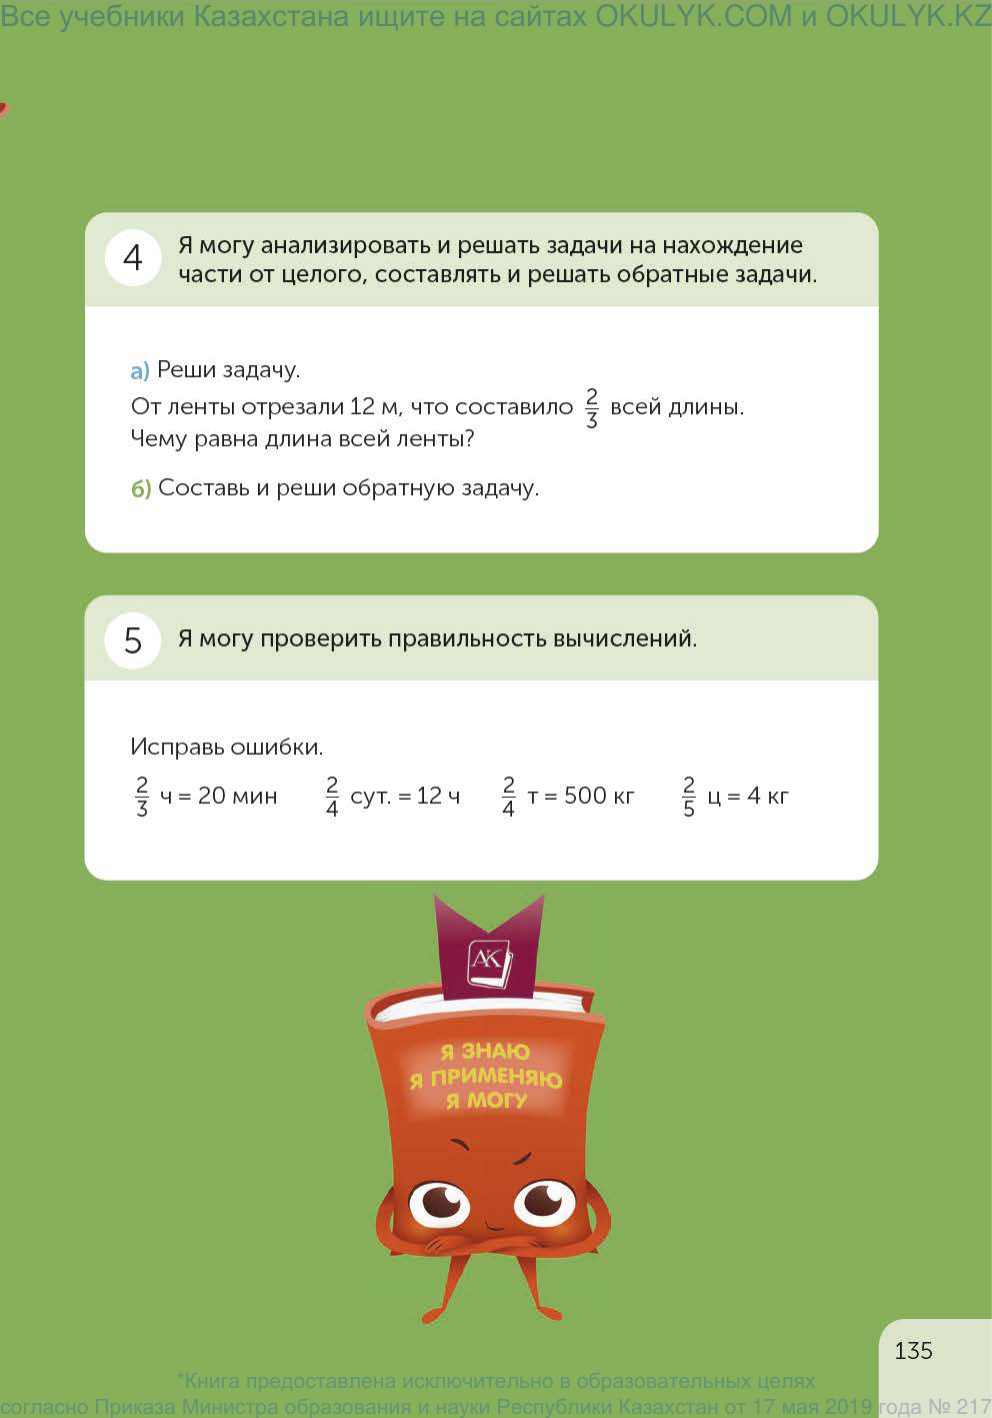 Все учебники Казахстана ищите на сайтах OKULYK.COM и OKULYK.KZ
4
Я могу анализировать и решать задачи на нахождение
части от целого, составлять и решать обратные задачи.
а) Реши задачу.
От ленты отрезали 12 м, что составило 2/3 всей длины.
Чему равна длина всей ленты?
б) Составь и реши обратную задачу.
5
Я могу проверить правильность вычислений.
Исправь ошибки.
2/3 ч = 20 мин 2/4 сут. = 12 ч 2/4 т = 500 кг 2/5 ц = 4 кг
АК
Я ЗНАЮ
Я ПРИМЕНЯЮ
Я МОГУ
135
*Книга предоставлена исключительно в образовательных целях
согласно Приказа Министра образования и науки Республики Казахстан от 17 мая 2019 года № 217